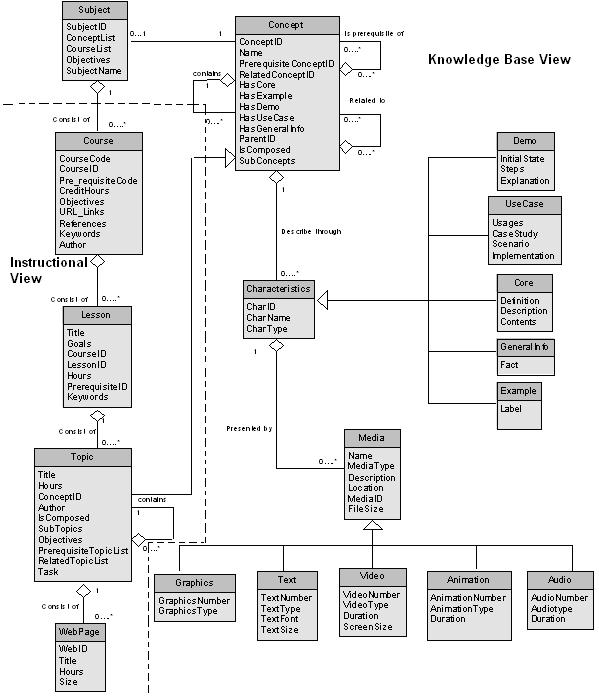 Subject
SubjectID
ConceptList
CourseList
Objectives
SubjectName
0...1
1
Concept
ConceptID
Name
PrerequisiteConceptID
RelatedConceptID
HasCore
HasExample
HasDemo
HasUseCase
HasGeneralInfo
ParentID
IsComposed
SubConcepts
Is prerequisite of
0...*
0...*
Related to
0...*
0...*
contains
1
0...*
Knowledge Base View
1
Consist of
0....*
Course
CourseCode
CourseID
Pre_requisiteCode
CreditHours
Objectives
URL_Links
References
Keywords
Author
Instructional
View
1
Consist of
0....*
Lesson
Title
Goals
CourseID
LessonID
Hours
PrerequisiteID
Keywords
1
Consist of
0....*
Topic
Title
Hours
ConceptID
Author
IsComposed
SubTopics
Objectives
PrerequisiteTopicList
RelatedTopicList
Task
contains
1
0...*
1
Consist of
0...*
WebPage
WebID
Title
Hours
Size
1
Describe through
0...*
Characteristics
CharID
CharName
CharType
1
Presented by
0...*
Demo
Initial State
Steps
Explanation
UseCase
Usages
CaseStudy
Scenario
Implementation
Core
Definition
Description
Contents
GeneralInfo
Fact
Example
Label
Media
Name
MediaType
Description
Location
MediaID
FileSize
Graphics
GraphicsNumber
GraphicsType
Text
TextNumber
TextType
TextFont
TextSize
Video
VideoNumber
VideoType
Duration
ScreenSize
Animation
AnimationNumber
AnimationType
Duration
Audio
AudioNumber
Audiotype
Duration